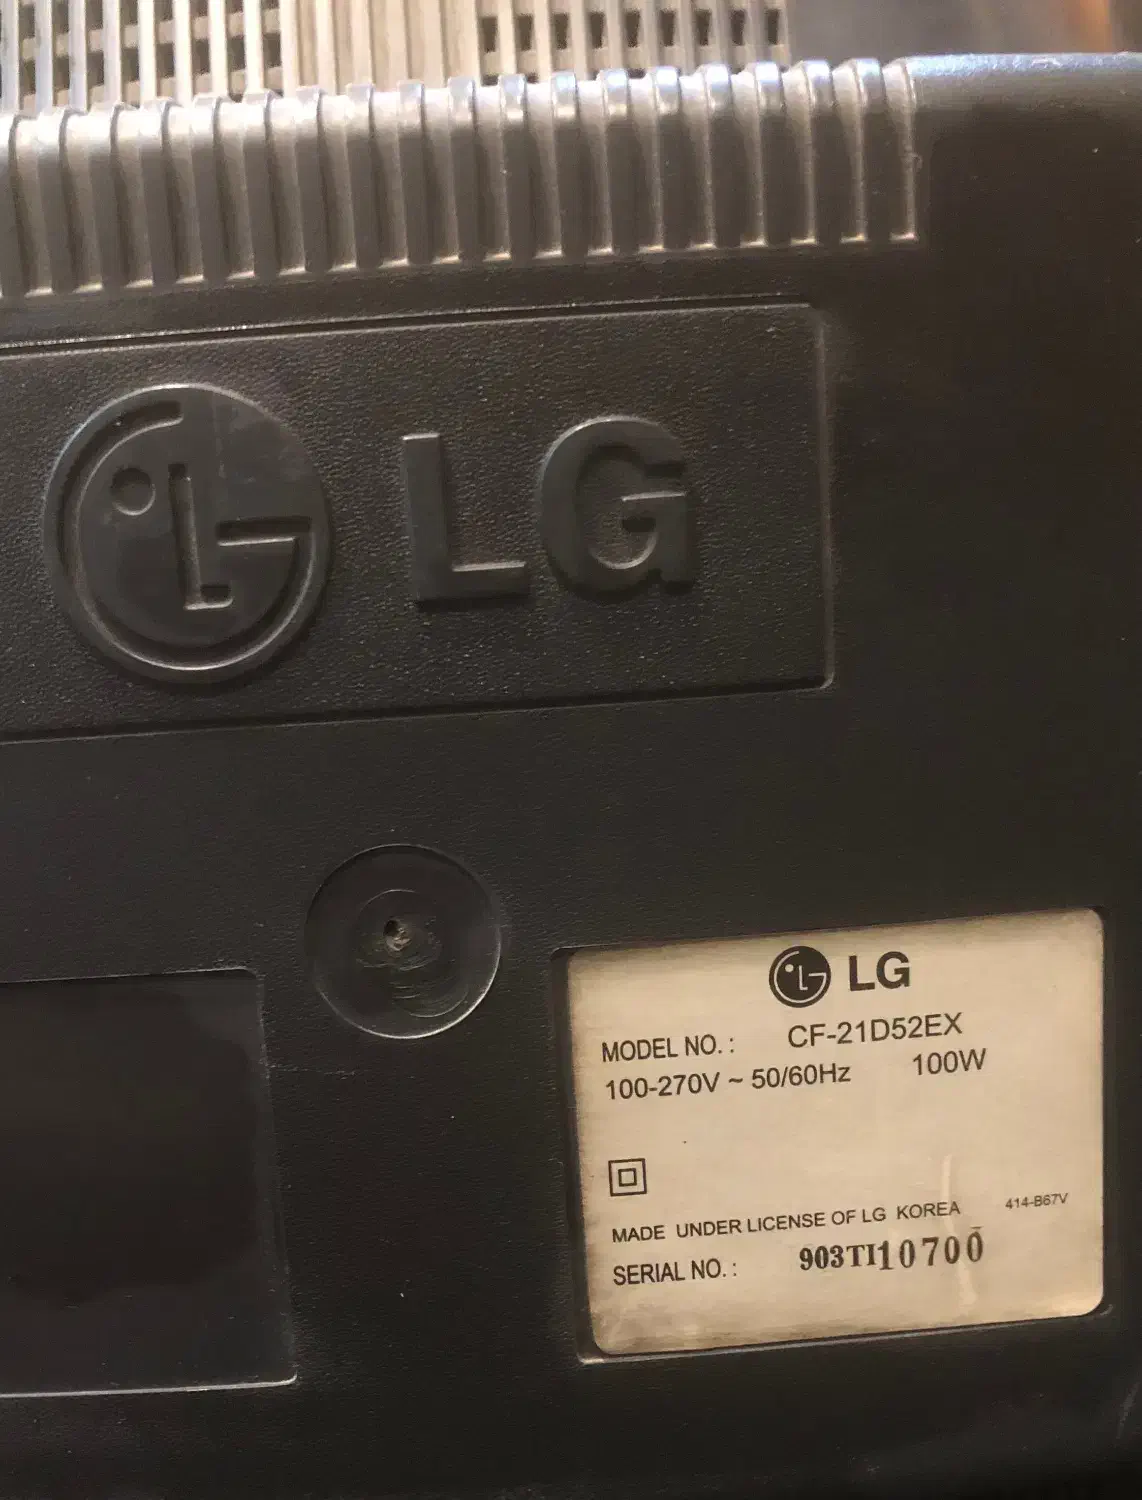 LG
LG
MODEL NO. : CF-21D52EX
100-270V ~ 50/60Hz 100W
MADE UNDER LICENSE OF LG KOREA 414-B67V
SERIAL NO. : 903TI10700